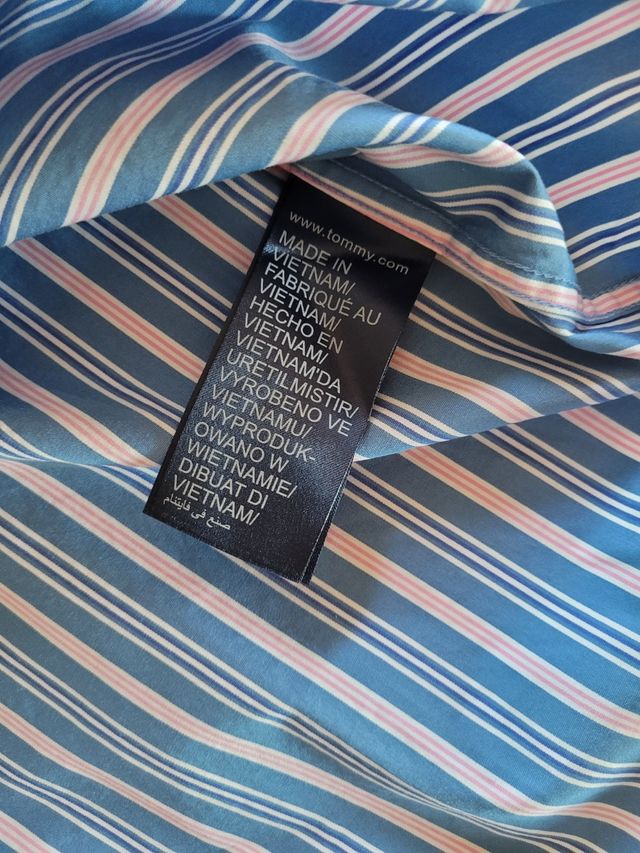 www.tommy.com
MADE IN
VIETNAM/
FABRIQUÉ AU
VIETNAM/
HECHO EN
VIETNAM/
VIETNAM'DA
URETILMISTIR/
VYROBENO VE
VIETNAMU/
WYPRODUK-
OWANO W
WIETNAMIE/
DIBUAT DI
VIETNAM/
صنع في فايتنام